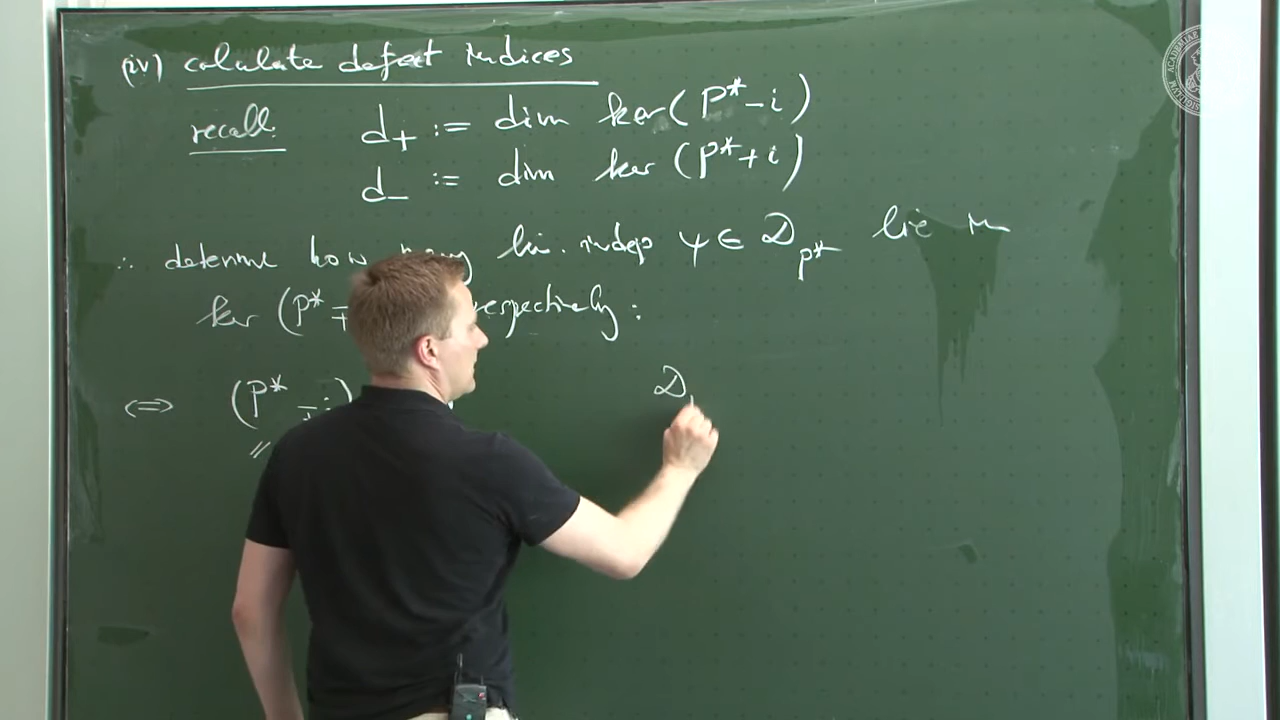 (iv) calculate defect indices
recall: d₊ := dim ker(P* − i)
d₋ := dim ker (P* + i)
∴ determine how many lin. indep ψ ∈ 𝒟_P* lie in
ker (P* ∓ respectively:
⟺ (P* ∓ i)
𝒟